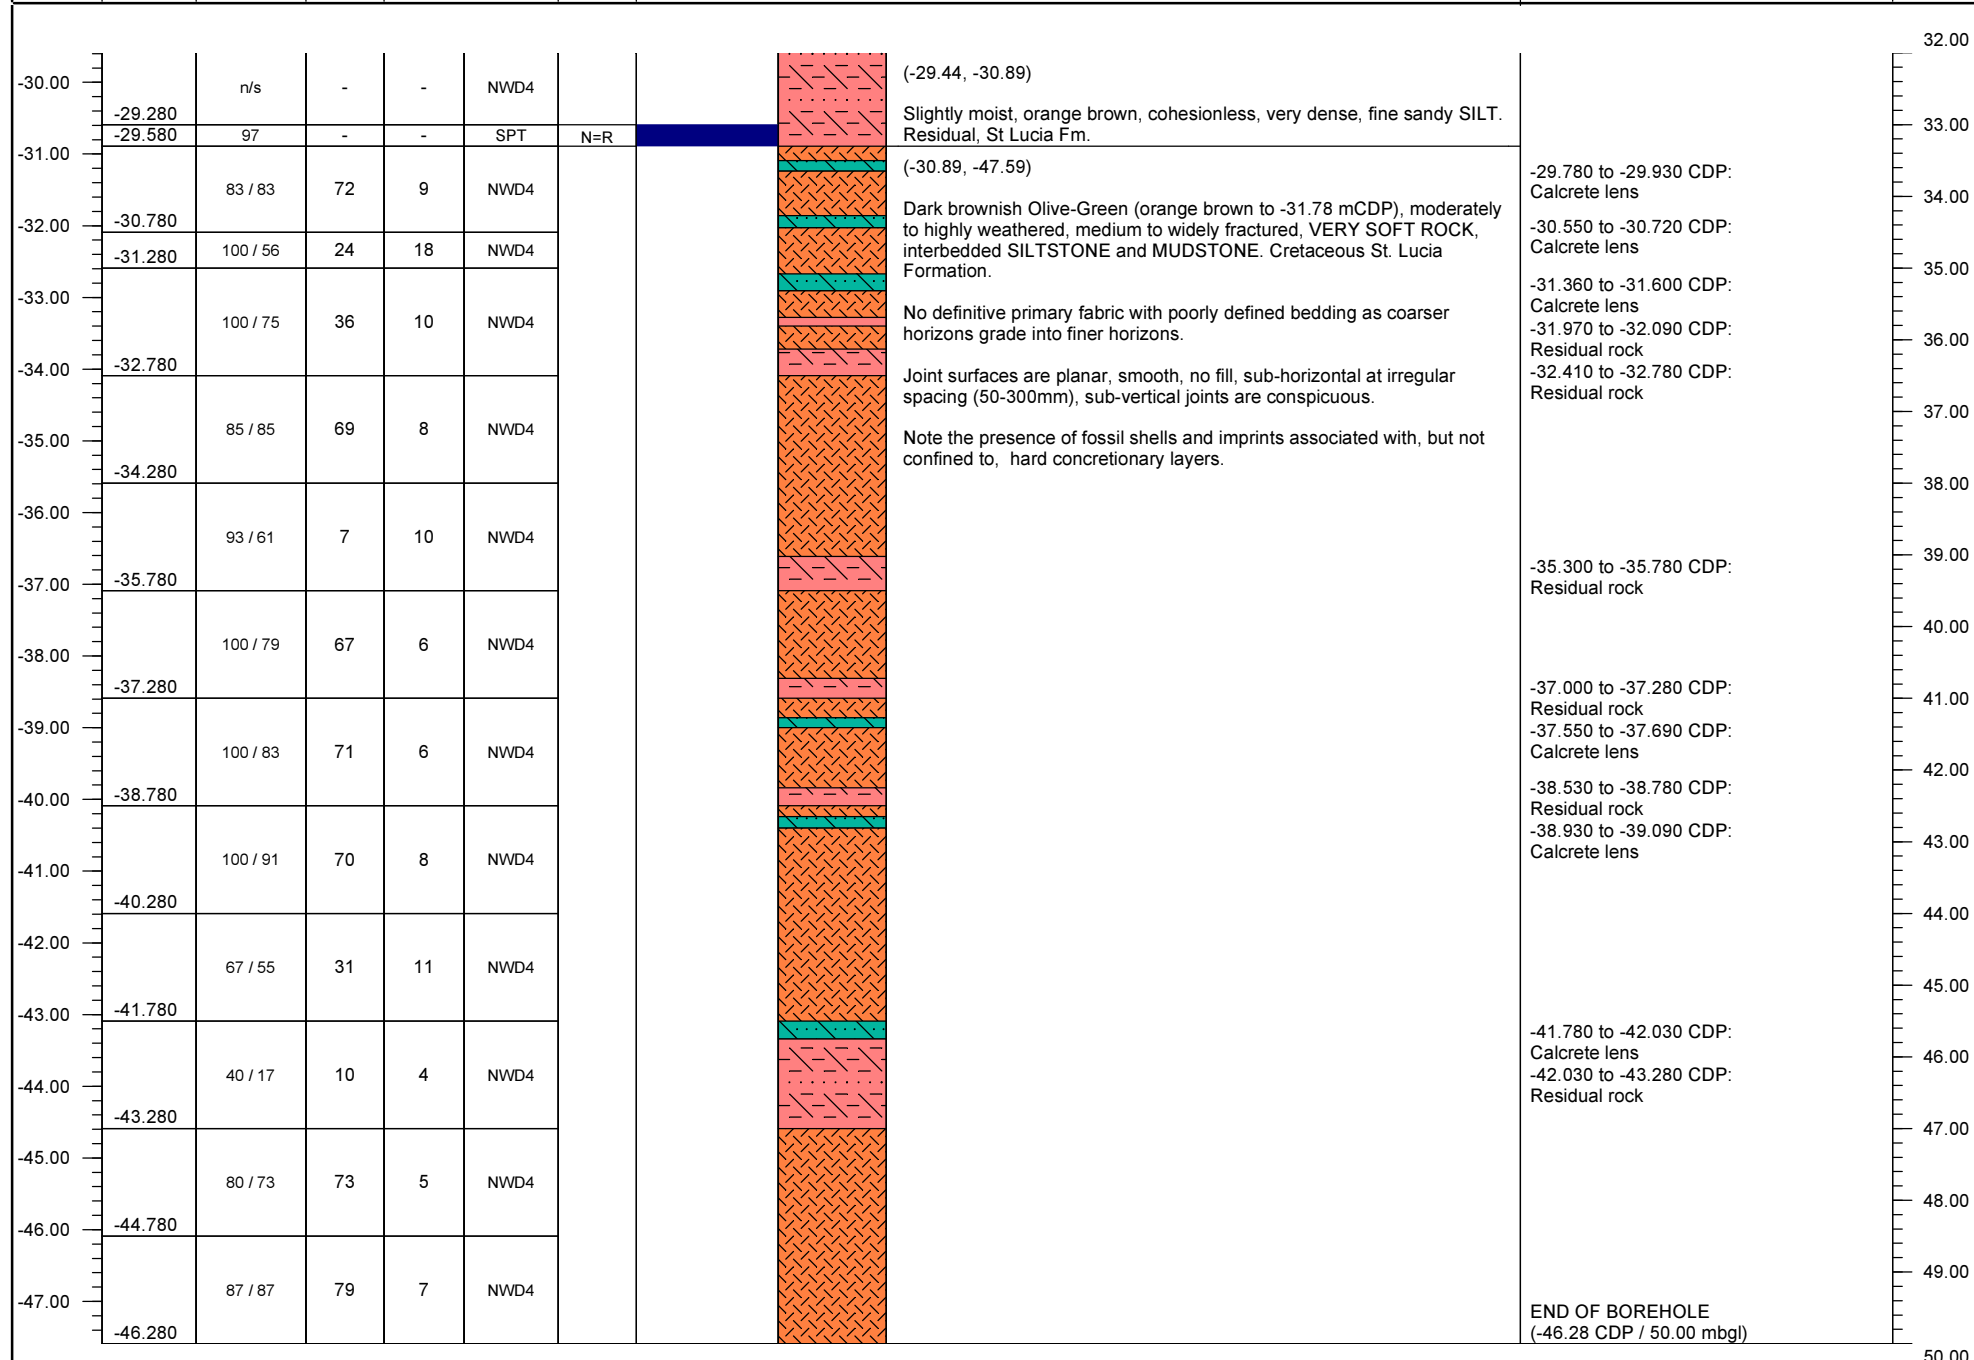 32.00
-30.00
n/s - - NWD4
-29.280
(-29.44, -30.89)
Slightly moist, orange brown, cohesionless, very dense, fine sandy SILT.
Residual, St Lucia Fm.
-29.580 97 - - SPT N=R
33.00
-31.00
83 / 83 72 9 NWD4
-30.780
(-30.89, -47.59)
Dark brownish Olive-Green (orange brown to -31.78 mCDP), moderately
to highly weathered, medium to widely fractured, VERY SOFT ROCK,
interbedded SILTSTONE and MUDSTONE. Cretaceous St. Lucia
Formation.
No definitive primary fabric with poorly defined bedding as coarser
horizons grade into finer horizons.
Joint surfaces are planar, smooth, no fill, sub-horizontal at irregular
spacing (50-300mm), sub-vertical joints are conspicuous.
Note the presence of fossil shells and imprints associated with, but not
confined to, hard concretionary layers.
-29.780 to -29.930 CDP:
Calcrete lens
34.00
-32.00
-30.550 to -30.720 CDP:
Calcrete lens
-31.280 100 / 56 24 18 NWD4
35.00
-33.00
-31.360 to -31.600 CDP:
Calcrete lens
100 / 75 36 10 NWD4
-31.970 to -32.090 CDP:
Residual rock
36.00
-32.780
-34.00
-32.410 to -32.780 CDP:
Residual rock
37.00
85 / 85 69 8 NWD4
-35.00
-34.280
38.00
-36.00
93 / 61 7 10 NWD4
39.00
-35.780
-37.00
-35.300 to -35.780 CDP:
Residual rock
40.00
100 / 79 67 6 NWD4
-38.00
-37.280
-37.000 to -37.280 CDP:
Residual rock
41.00
-39.00
-37.550 to -37.690 CDP:
Calcrete lens
100 / 83 71 6 NWD4
42.00
-38.780
-40.00
-38.530 to -38.780 CDP:
Residual rock
-38.930 to -39.090 CDP:
Calcrete lens
43.00
100 / 91 70 8 NWD4
-41.00
-40.280
44.00
-42.00
67 / 55 31 11 NWD4
45.00
-41.780
-43.00
-41.780 to -42.030 CDP:
Calcrete lens
46.00
40 / 17 10 4 NWD4
-42.030 to -43.280 CDP:
Residual rock
-44.00
-43.280
47.00
-45.00
80 / 73 73 5 NWD4
48.00
-44.780
-46.00
49.00
87 / 87 79 7 NWD4
-47.00
-46.280
END OF BOREHOLE
(-46.28 CDP / 50.00 mbgl)
50.00